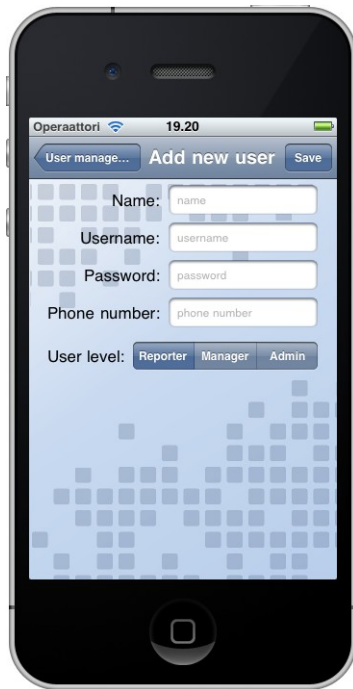 Operaattori 19.20
User manage... Add new user Save
Name: name
Username: username
Password: password
Phone number: phone number
User level: Reporter Manager Admin